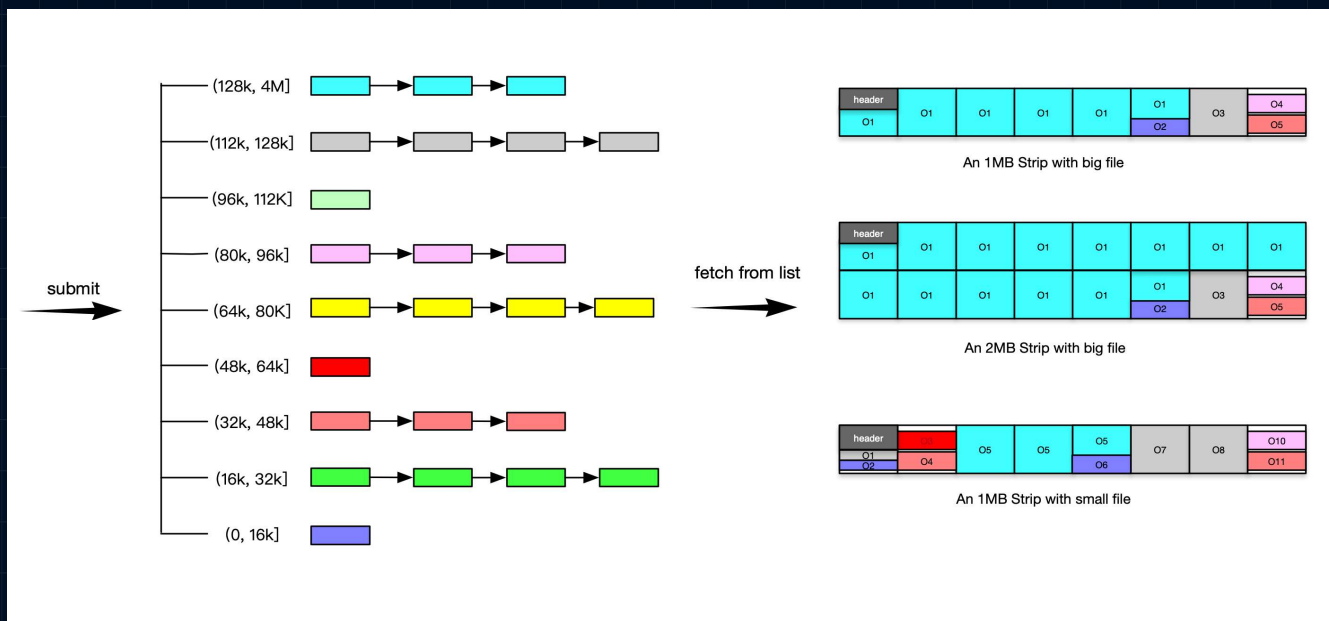 submit
(128k, 4M]
(112k, 128k]
(96k, 112K]
(80k, 96k]
(64k, 80K]
(48k, 64k]
(32k, 48k]
(16k, 32k]
(0, 16k]
fetch from list
header
O1
O1
O1
O1
O1
O1
O2
O3
O4
O5
An 1MB Strip with big file
header
O1
O1
O1
O1
O1
O1
O1
O1
O1
O1
O1
O1
O1
O1
O2
O3
O4
O5
An 2MB Strip with big file
header
O1
O2
O3
O4
O5
O5
O5
O6
O7
O8
O10
O11
An 1MB Strip with small file